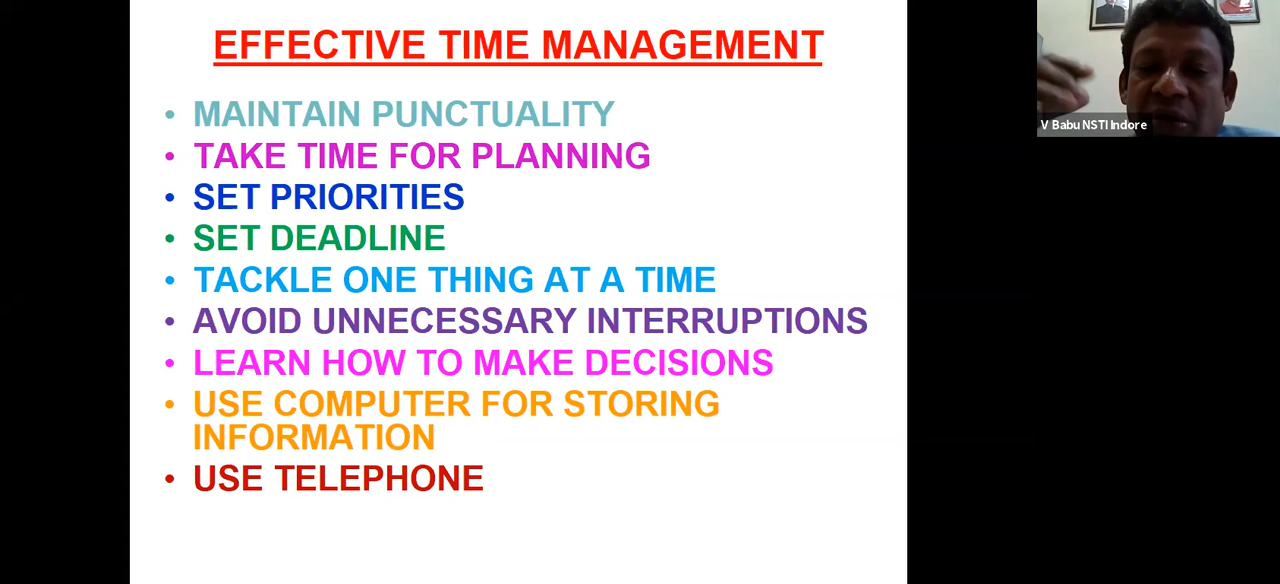 EFFECTIVE TIME MANAGEMENT
• MAINTAIN PUNCTUALITY
• TAKE TIME FOR PLANNING
• SET PRIORITIES
• SET DEADLINE
• TACKLE ONE THING AT A TIME
• AVOID UNNECESSARY INTERRUPTIONS
• LEARN HOW TO MAKE DECISIONS
• USE COMPUTER FOR STORING
INFORMATION
• USE TELEPHONE
V Babu NSTI Indore